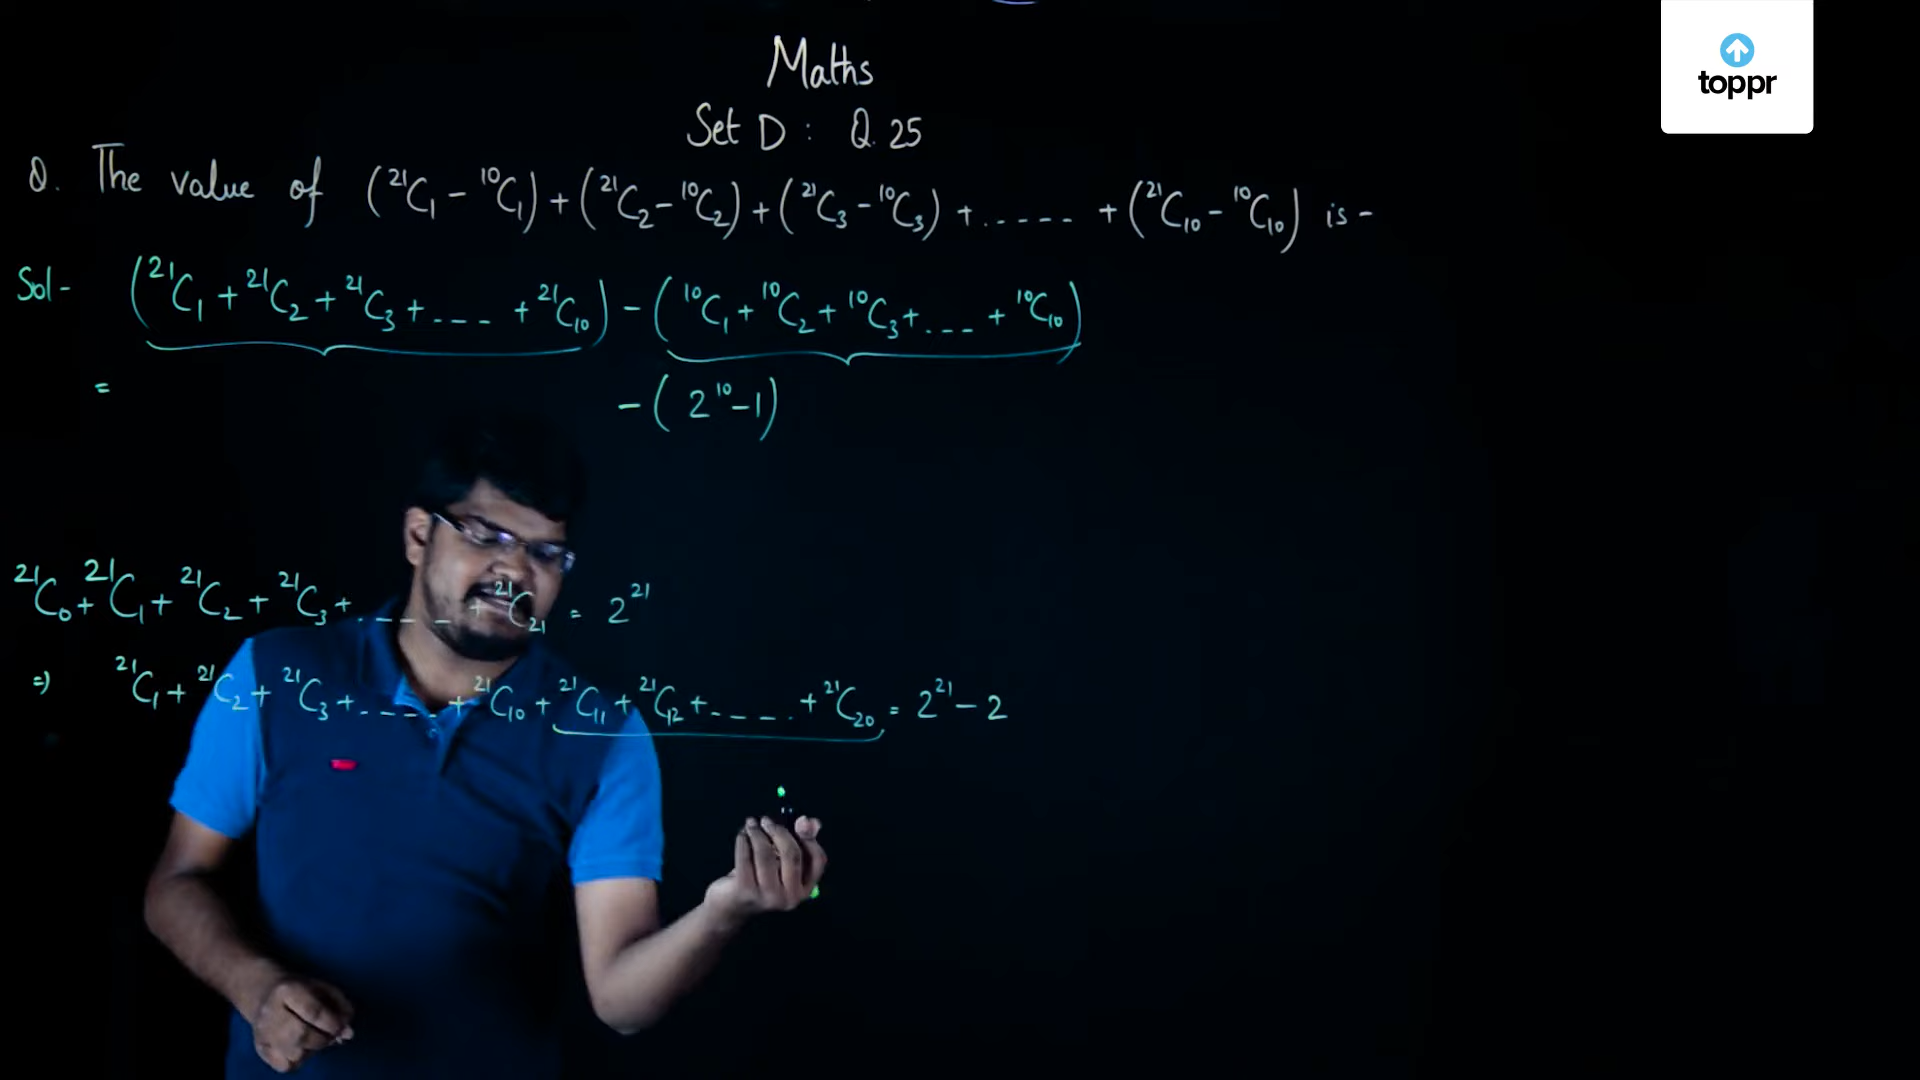 toppr
Maths
Set D : Q. 25
Q. The value of (²¹C₁ - ¹⁰C₁) + (²¹C₂ - ¹⁰C₂) + (²¹C₃ - ¹⁰C₃) + ..---- + (²¹C₁₀ - ¹⁰C₁₀) is -
Sol - (²¹C₁ + ²¹C₂ + ²¹C₃ + .--- + ²¹C₁₀) - (¹⁰C₁ + ¹⁰C₂ + ¹⁰C₃ + .--- + ¹⁰C₁₀)
= - (2¹⁰ - 1)
²¹C₀ + ²¹C₁ + ²¹C₂ + ²¹C₃ + .---- + ²¹C₂₁ = 2²¹
⇒ ²¹C₁ + ²¹C₂ + ²¹C₃ + .---- + ²¹C₁₀ + ²¹C₁₁ + ²¹C₁₂ + .----. + ²¹C₂₀ = 2²¹ - 2